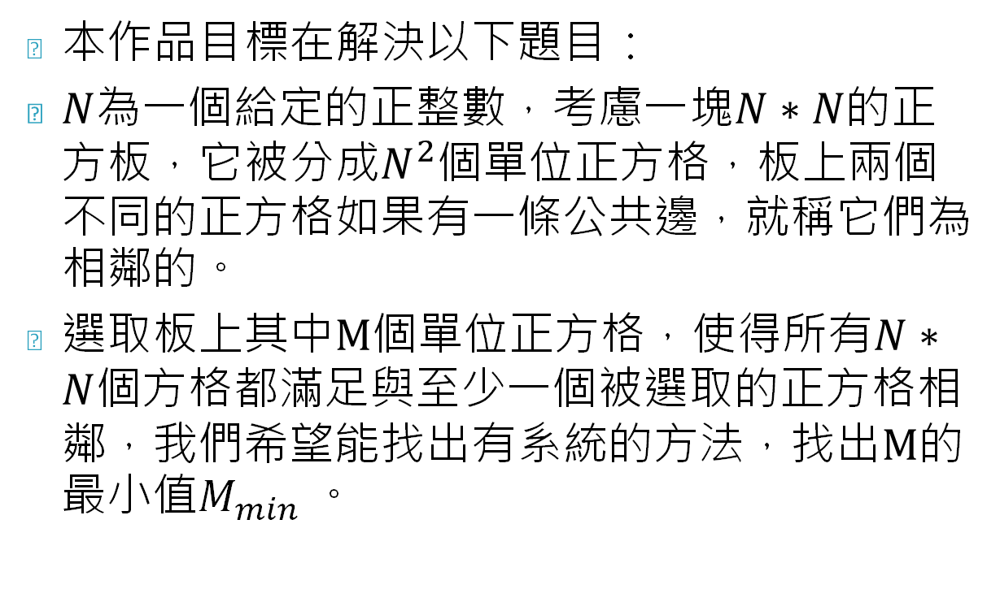 本作品目標在解決以下題目：
N為一個給定的正整數，考慮一塊N∗N的正
方板，它被分成N²個單位正方格，板上兩個
不同的正方格如果有一條公共邊，就稱它們為
相鄰的。
選取板上其中M個單位正方格，使得所有N∗
N個方格都滿足與至少一個被選取的正方格相
鄰，我們希望能找出有系統的方法，找出M的
最小值Mmin 。